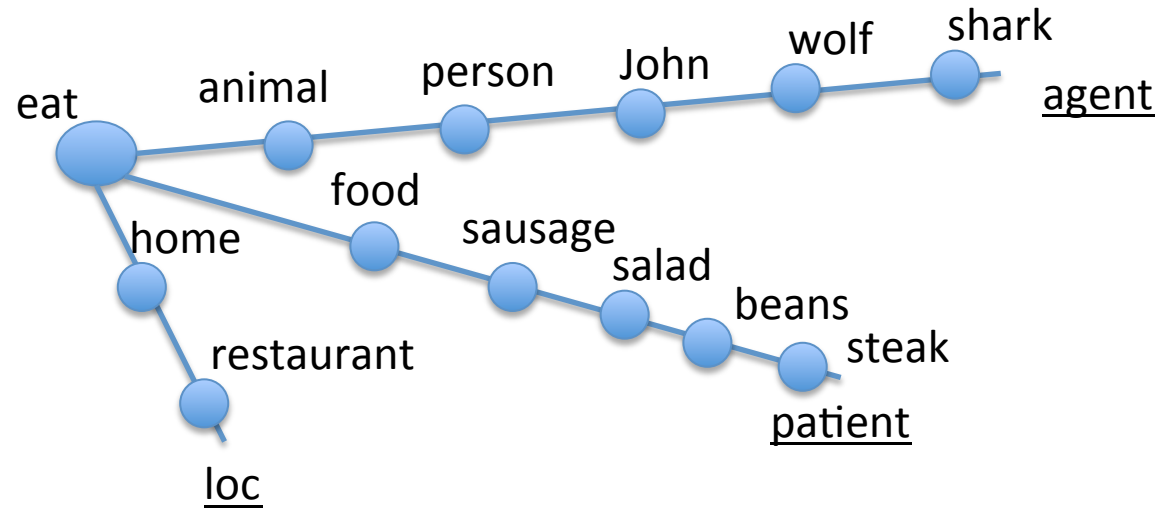 eat
animal
person
John
wolf
shark
agent
food
sausage
salad
beans
steak
patient
home
restaurant
loc